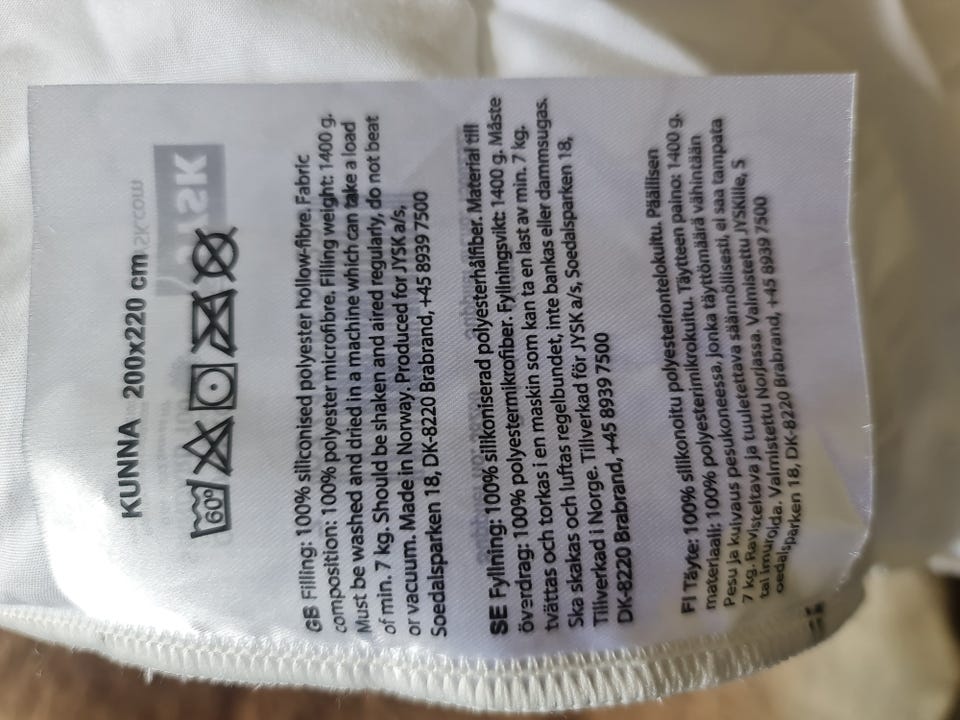 KUNNA 200x220 cm
60°
GB Filling: 100% siliconised polyester hollow-fibre. Fabric
composition: 100% polyester microfibre. Filling weight: 1400 g.
Must be washed and dried in a machine which can take a load
of min. 7 kg. Should be shaken and aired regularly, do not beat
or vacuum. Made in Norway. Produced for JYSK a/s,
Soedalsparken 18, DK-8220 Brabrand, +45 8939 7500
SE Fyllning: 100% silikoniserad polyesterhålfiber. Material till
överdrag: 100% polyestermikrofiber. Fyllningsvikt: 1400 g. Måste
tvättas och torkas i en maskin som kan ta en last av min. 7 kg.
Ska skakas och luftas regelbundet, inte bankas eller dammsugas.
Tillverkad i Norge. Tillverkad för JYSK a/s, Soedalsparken 18,
DK-8220 Brabrand, +45 8939 7500
FI Täyte: 100% silikonoitu polyesteriontelokuitu. Päällisen
materiaali: 100% polyesterimikrokuitu. Täytteen paino: 1400 g.
Pesu ja kuivaus pesukoneessa, jonka täyttömäärä vähintään
7 kg. Ravisteltava ja tuuletettava säännöllisesti, ei saa tampata
tai imuroida. Valmistettu Norjassa. Valmistettu JYSKille, S
oedalsparken 18, DK-8220 Brabrand, +45 8939 7500
JYSK